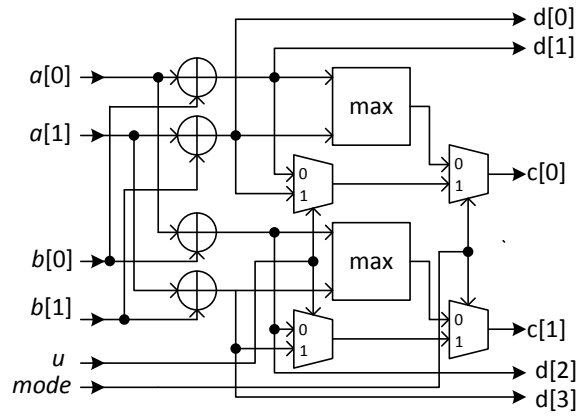 d[0]
d[1]
a[0]
a[1]
max
0
1
c[0]
0
1
b[0]
b[1]
max
0
1
c[1]
0
1
u
mode
d[2]
d[3]